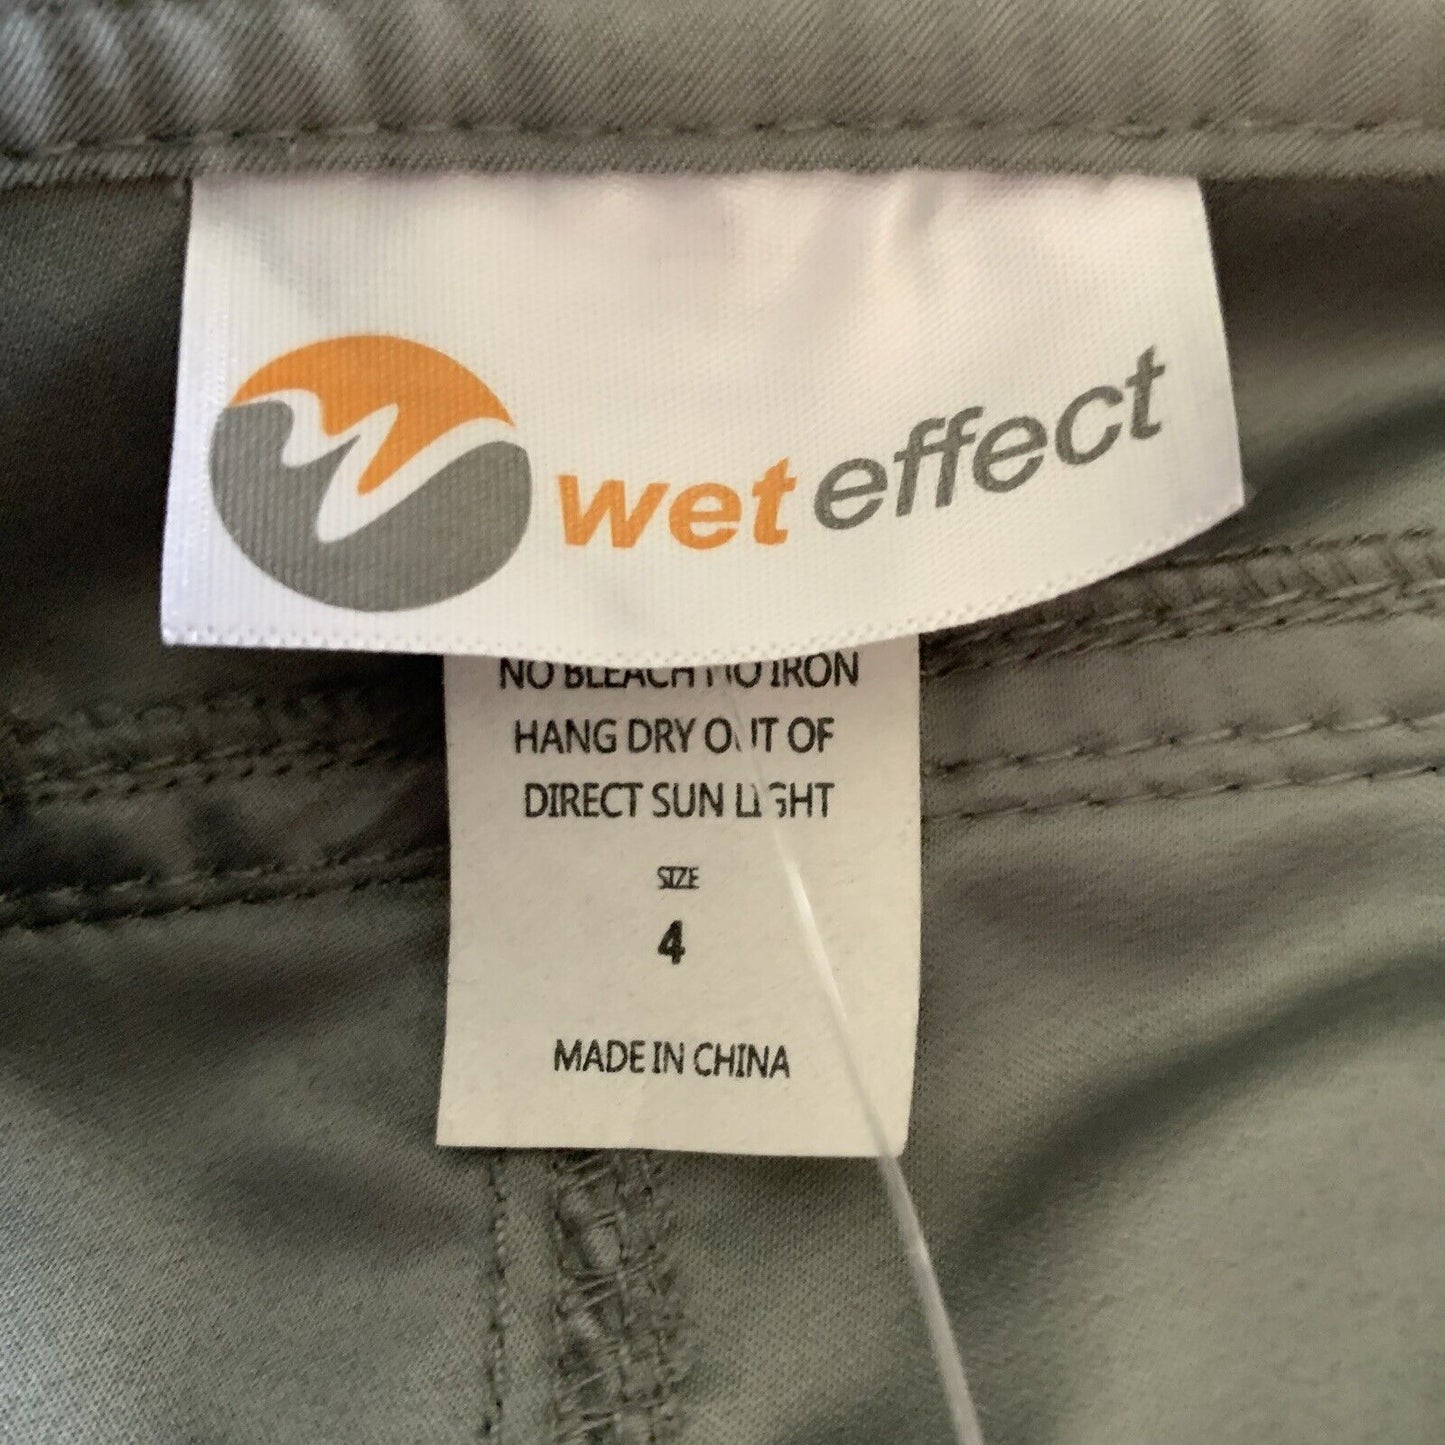 wet effect
NO BLEACH NO IRON
HANG DRY OUT OF
DIRECT SUN LIGHT
SIZE
4
MADE IN CHINA